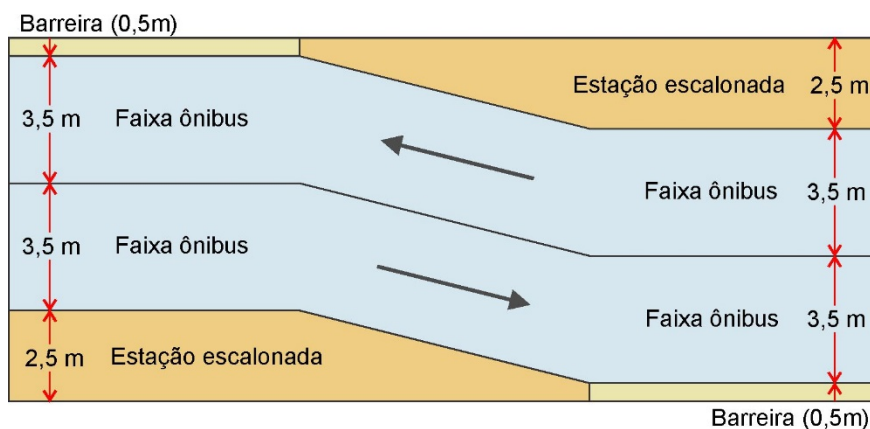 Barreira (0,5m)
3,5 m Faixa ônibus
3,5 m Faixa ônibus
2,5 m Estação escalonada
Estação escalonada 2,5 m
Faixa ônibus 3,5 m
Faixa ônibus 3,5 m
Barreira (0,5m)